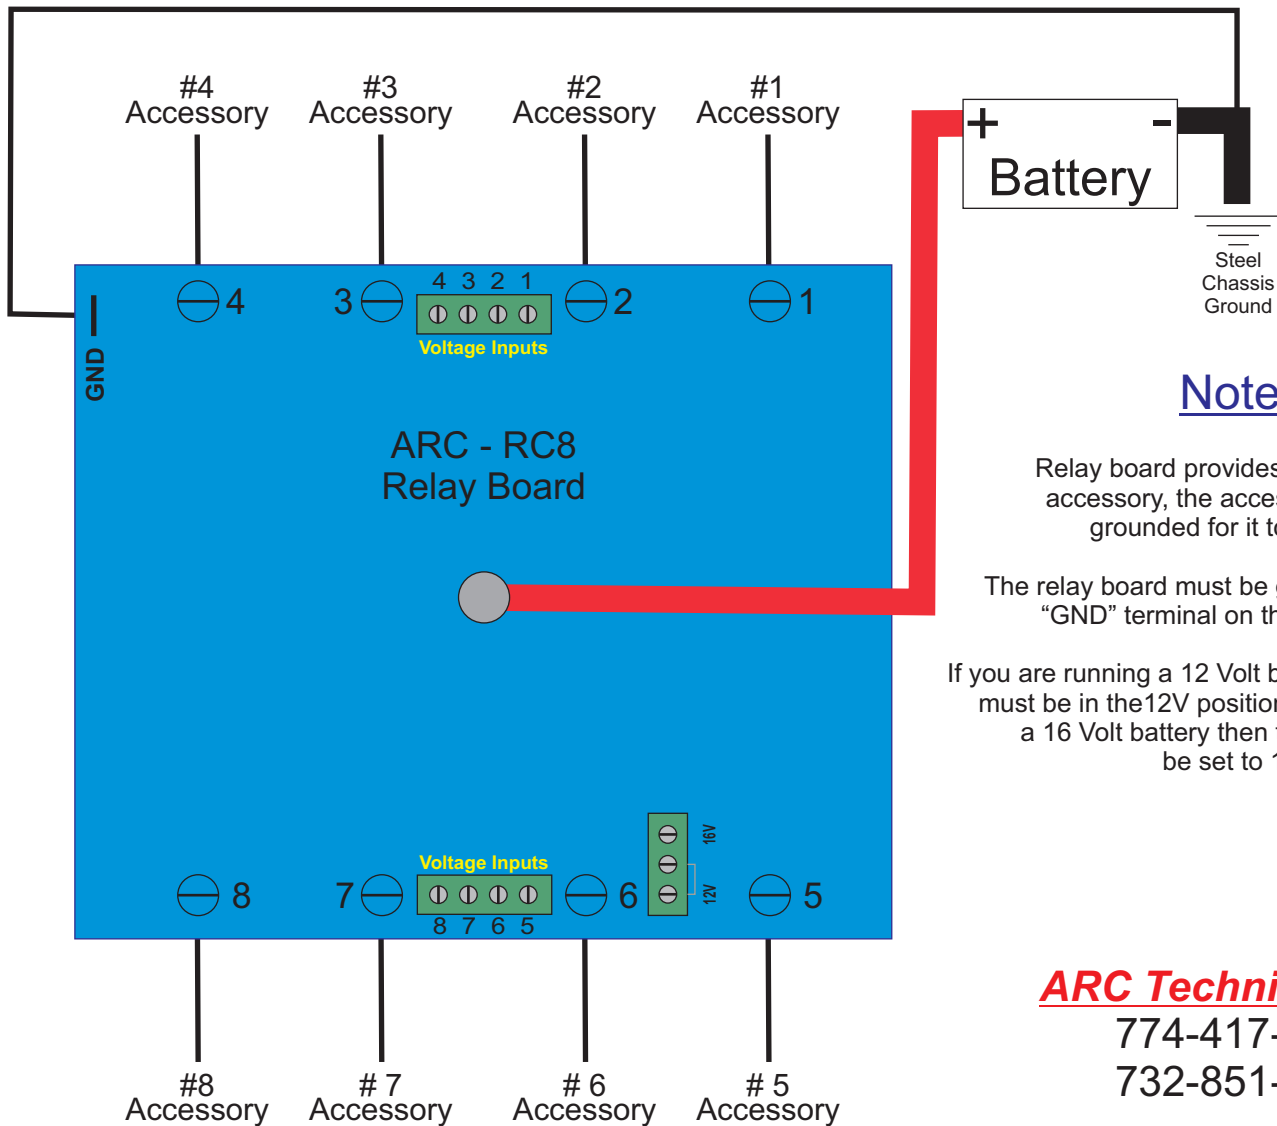 #4
Accessory
#3
Accessory
#2
Accessory
#1
Accessory
+ -
Battery
Steel
Chassis
Ground
4
3
4 3 2 1
2
1
Voltage Inputs
GND
ARC - RC8
Relay Board
Note
Relay board provides
accessory, the acces
grounded for it to
The relay board must be g
“GND” terminal on th
If you are running a 12 Volt b
must be in the12V position
a 16 Volt battery then
be set to 1
16V
12V
Voltage Inputs
8
7
8 7 6 5
6
5
ARC Techni
774-417-
732-851-
#8
Accessory
# 7
Accessory
# 6
Accessory
# 5
Accessory